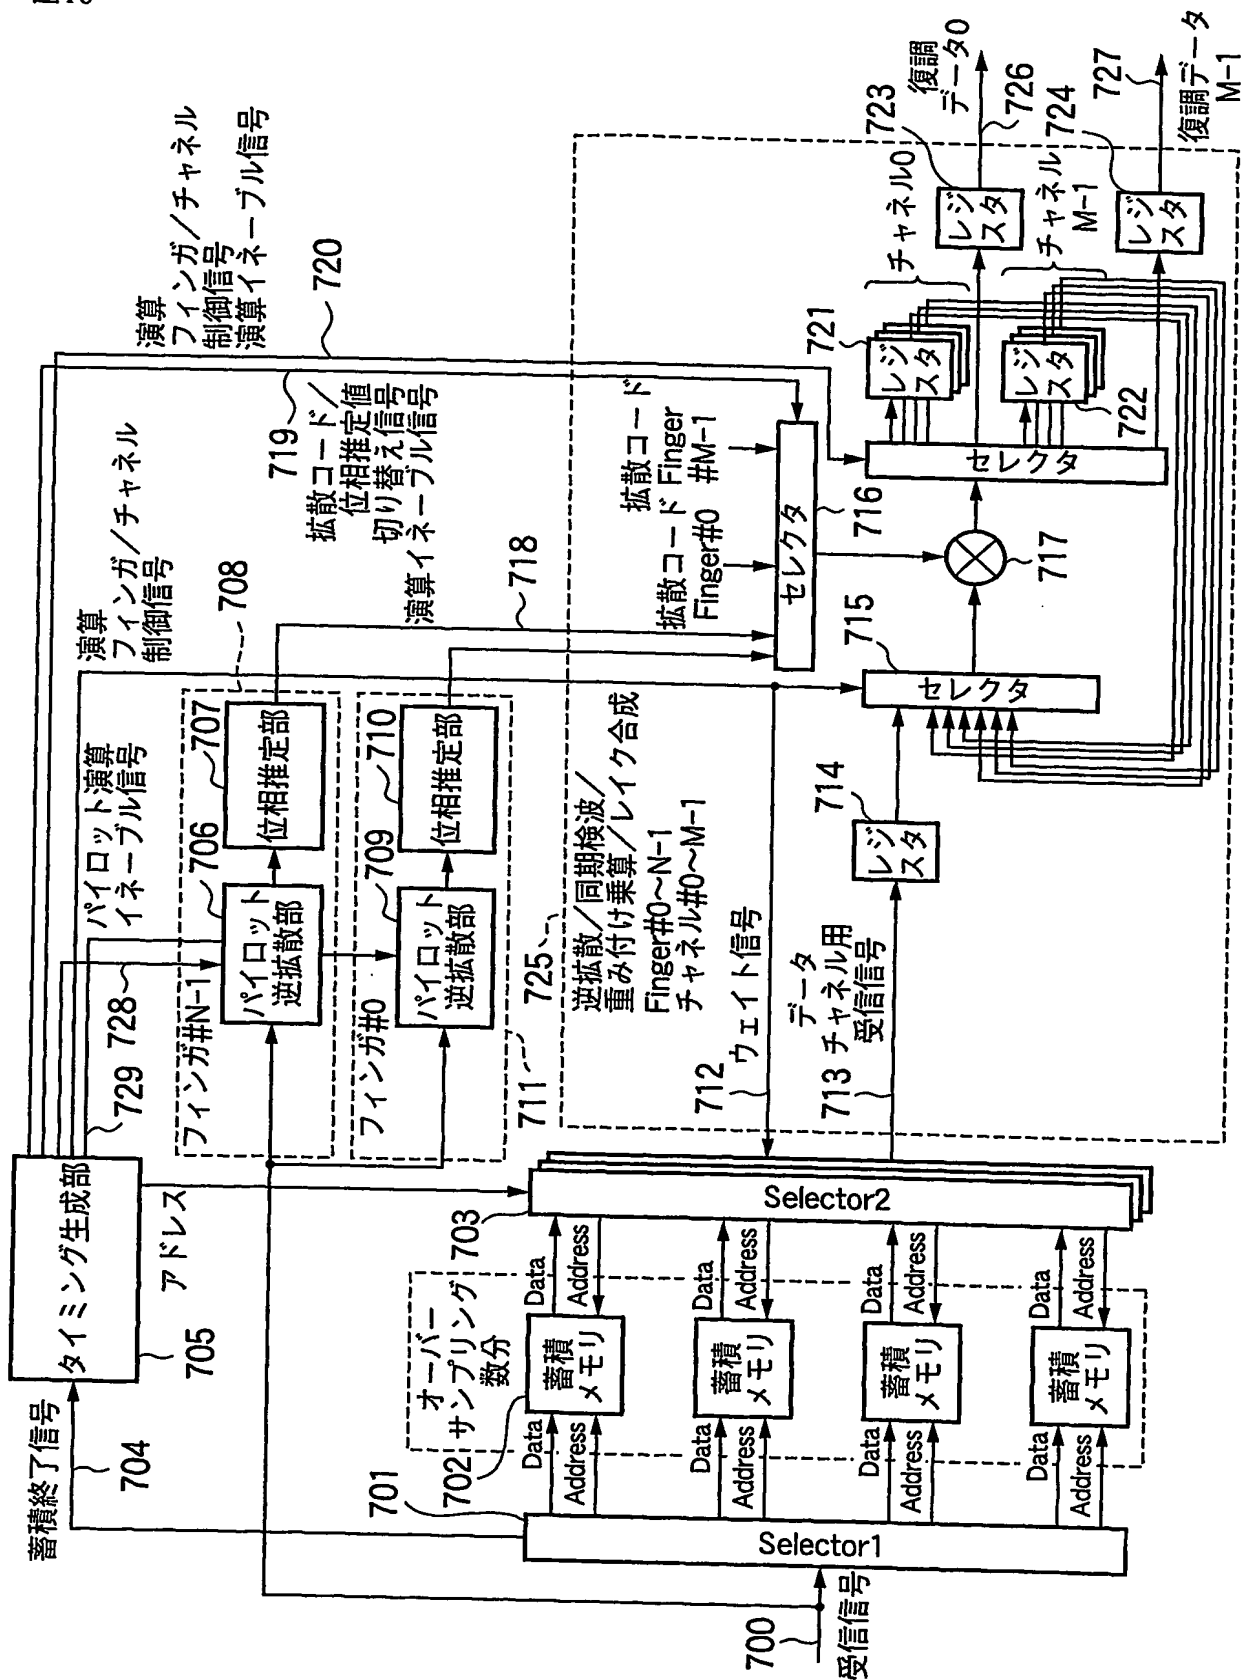 蓄積終了信号
704
タイミング生成部
705
アドレス
729
728
パイロット演算
イネーブル信号
演算
フィンガ/チャネル
制御信号
演算
フィンガ/チャネル
制御信号
演算イネーブル信号
720
719
拡散コード/
位相推定値
切り替え信号
演算イネーブル信号
718
フィンガ#N-1
パイロット
逆拡散部
706
位相推定部
707
708
フィンガ#0
パイロット
逆拡散部
709
位相推定部
710
711
725
逆拡散/同期検波/
重み付け乗算/レイク合成
Finger#0~N-1
チャネル#0~M-1
拡散コード
Finger#0
拡散コード
Finger
#M-1
セレクタ
716
717
712
ウェイト信号
713
データ
チャネル用
受信信号
レジ
スタ
714
セレクタ
715
セレクタ
レジ
スタ
721
チャネル0
レジ
スタ
722
チャネル
M-1
レジ
スタ
723
レジ
スタ
724
復調
データ0
726
727
復調データ
M-1
700
受信信号
Selector1
701
702
オーバー
サンプリング
数分
Data
Address
蓄積
メモリ
Data
Address
Data
Address
蓄積
メモリ
Data
Address
Data
Address
蓄積
メモリ
Data
Address
Data
Address
蓄積
メモリ
Data
Address
703
Selector2